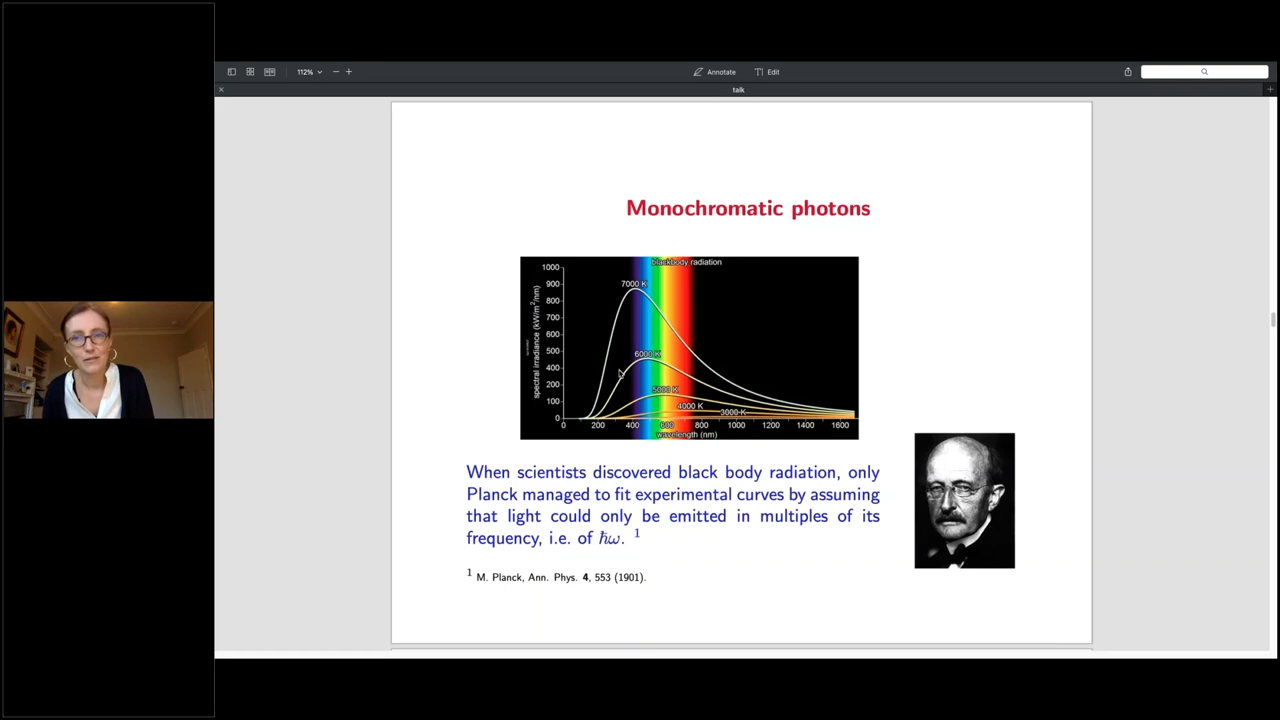 112%
Annotate
Edit
talk
Monochromatic photons
blackbody radiation
spectral irradiance (kW/m²/nm)
1000
900
800
700
600
500
400
200
100
0
7000 K
6000 K
5000 K
4000 K
3000 K
0 200 400 600 800 1000 1200 1400 1600
wavelength (nm)
When scientists discovered black body radiation, only
Planck managed to fit experimental curves by assuming
that light could only be emitted in multiples of its
frequency, i.e. of ℏω. ¹
¹ M. Planck, Ann. Phys. 4, 553 (1901).